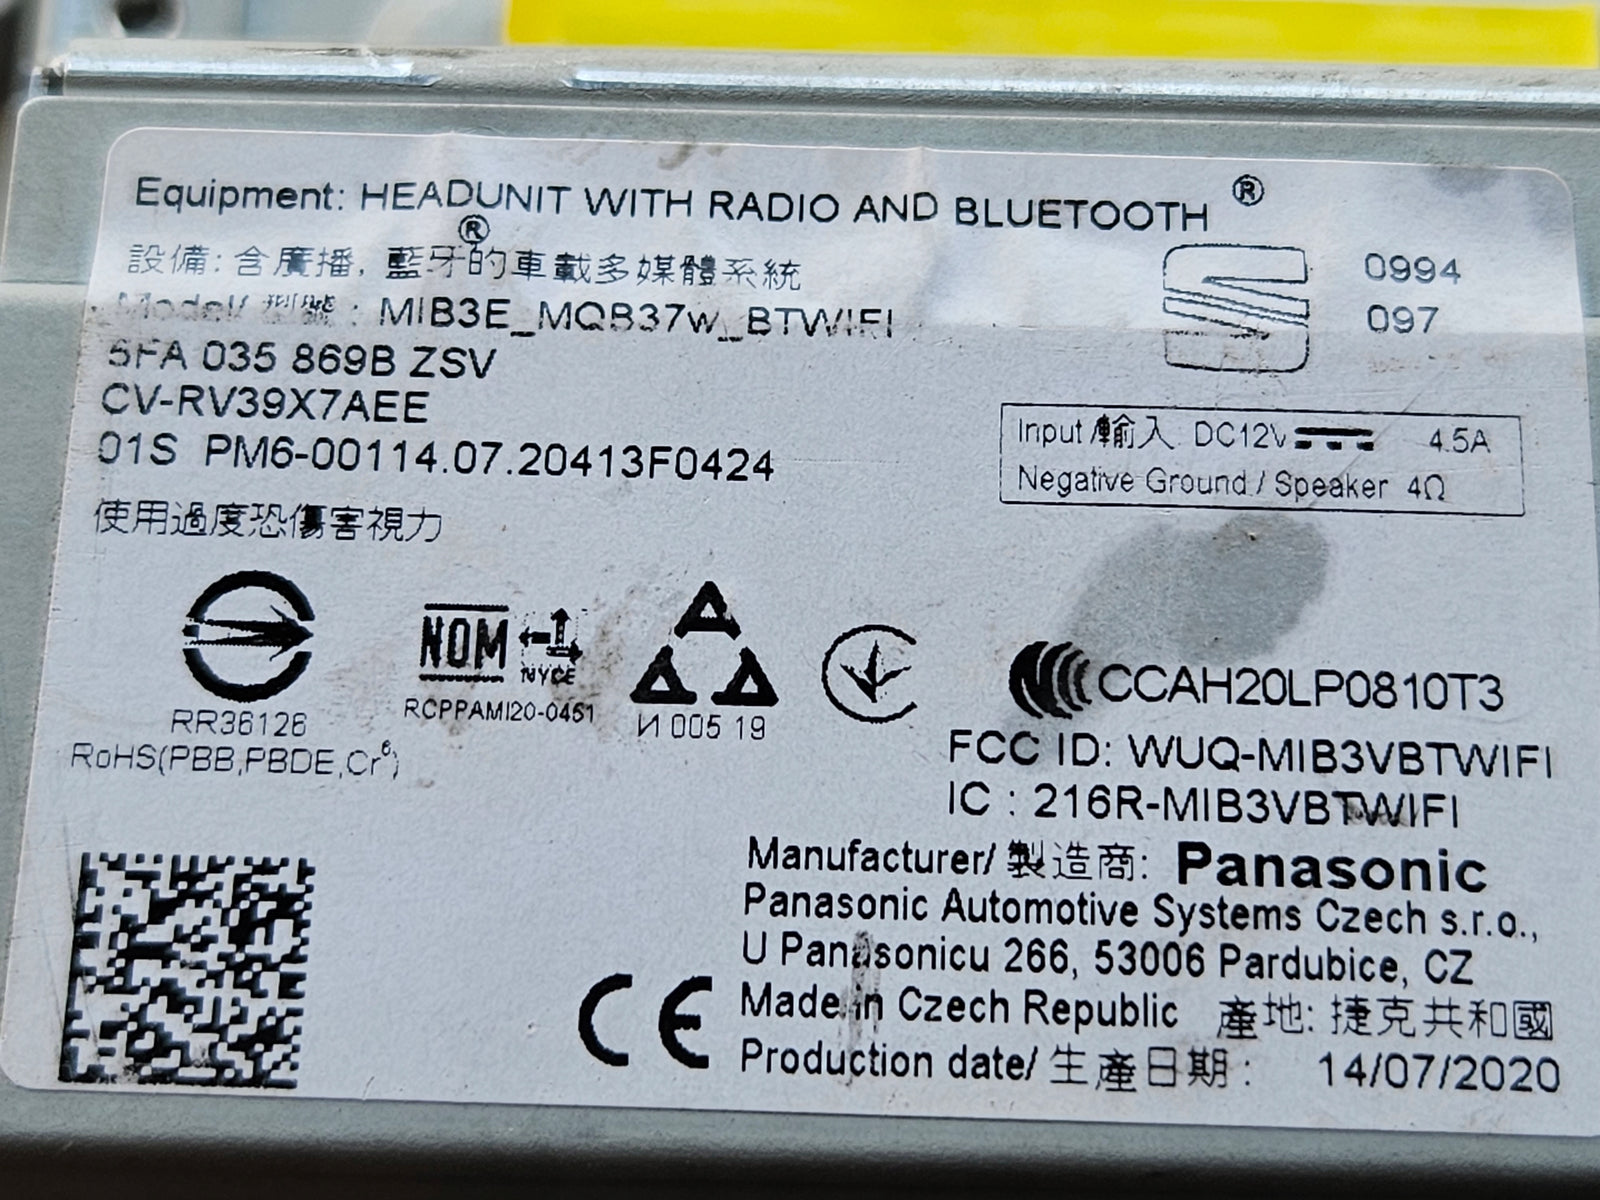 Equipment: HEADUNIT WITH RADIO AND BLUETOOTH ®
設備: 含廣播, 藍牙®的車載多媒體系統
Model/ 型號 : MIB3E_MQB37w_BTWIFI
5FA 035 869B ZSV
CV-RV39X7AEE
01S PM6-00114.07.20413F0424
使用過度恐傷害視力
0994
097
Input /輸入 DC12V 4.5A
Negative Ground / Speaker 4Ω
NOM
NYCE
RR36126
RCPPAMI20-0451
И 005 19
RoHS(PBB,PBDE,Cr⁶)
CCAH20LP0810T3
FCC ID: WUQ-MIB3VBTWIFI
IC : 216R-MIB3VBTWIFI
Manufacturer/ 製造商: Panasonic
Panasonic Automotive Systems Czech s.r.o.,
U Panasonicu 266, 53006 Pardubice, CZ
CE
Made in Czech Republic 產地: 捷克共和國
Production date/ 生產日期 : 14/07/2020